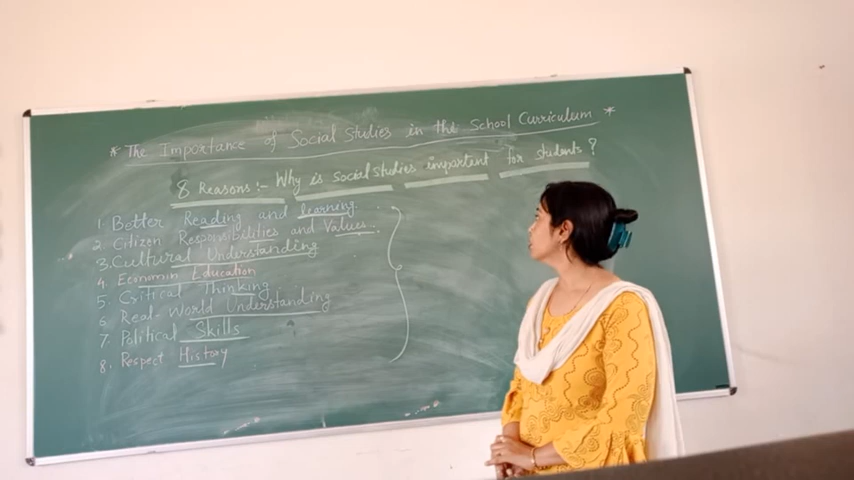 * The Importance of Social Studies in the School Curriculum *
8 Reasons :- Why is social studies important for students ?
1. Better Reading and learning.
2. Citizen Responsibilities and Values.
3. Cultural Understanding
4. Economin Education
5. Critical Thinking
6. Real-World Understanding
7. Political Skills
8. Respect History